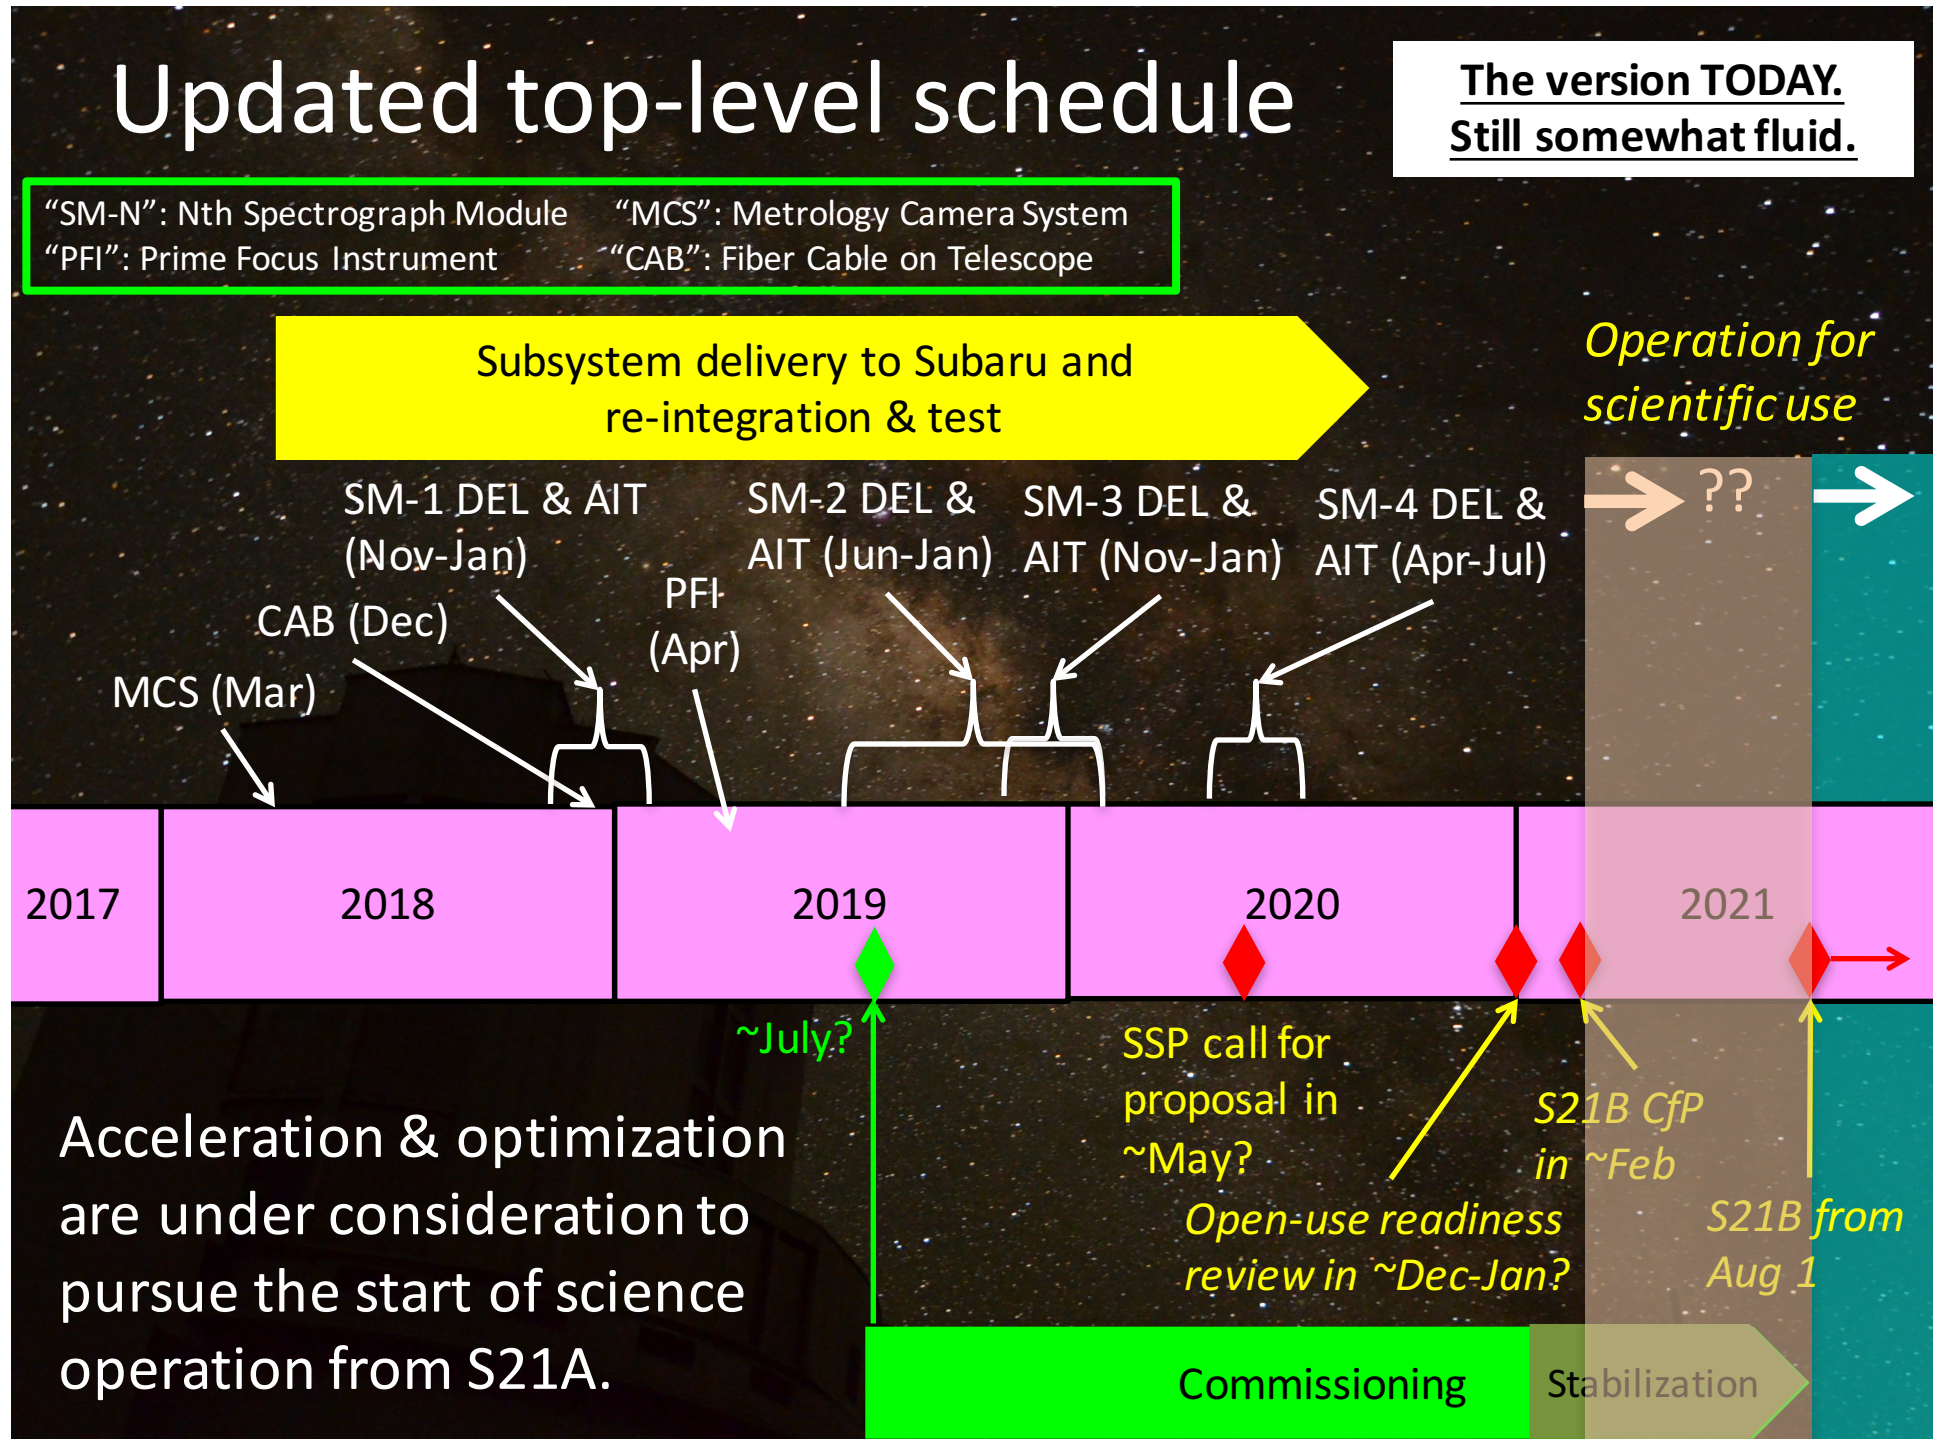 Updated top-level schedule
The version TODAY.
Still somewhat fluid.
“SM-N”: Nth Spectrograph Module “MCS”: Metrology Camera System
“PFI”: Prime Focus Instrument “CAB”: Fiber Cable on Telescope
Subsystem delivery to Subaru and
re-integration & test
Operation for
scientific use
??
SM-1 DEL & AIT
(Nov-Jan)
SM-2 DEL &
AIT (Jun-Jan)
SM-3 DEL &
AIT (Nov-Jan)
SM-4 DEL &
AIT (Apr-Jul)
PFI
(Apr)
CAB (Dec)
MCS (Mar)
2017
2018
2019
2020
2021
~July?
SSP call for
proposal in
~May?
Open-use readiness
review in ~Dec-Jan?
S21B CfP
in ~Feb
S21B from
Aug 1
Acceleration & optimization
are under consideration to
pursue the start of science
operation from S21A.
Commissioning
Stabilization